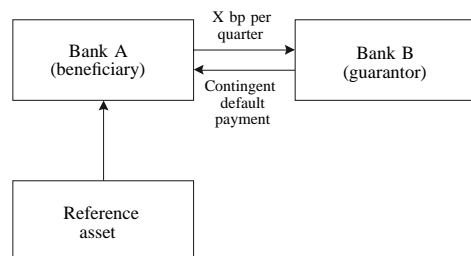 X bp per
quarter
Bank A
(beneficiary)
Bank B
(guarantor)
Contingent
default
payment
Reference
asset